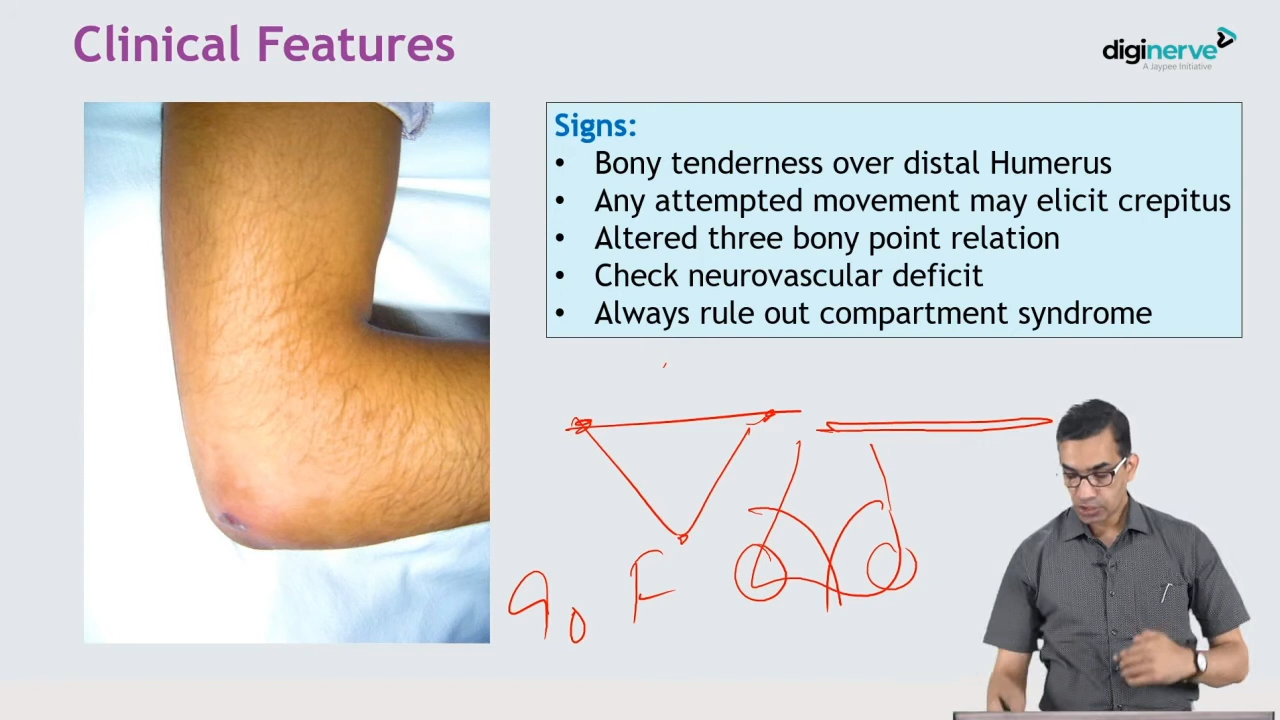 Clinical Features
diginerve
A Jaypee Initiative
Signs:
• Bony tenderness over distal Humerus
• Any attempted movement may elicit crepitus
• Altered three bony point relation
• Check neurovascular deficit
• Always rule out compartment syndrome
90 F